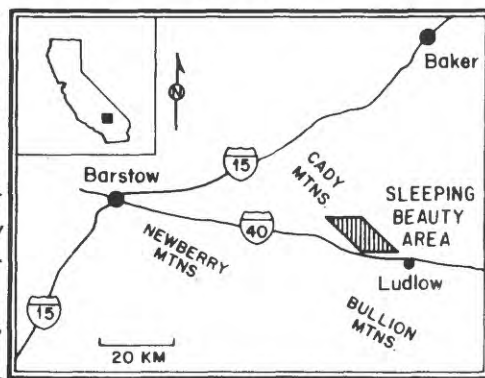 N
Baker
Barstow
15
CADY
MTNS.
SLEEPING
BEAUTY
AREA
40
NEWBERRY
MTNS.
Ludlow
BULLION
MTNS.
15
20 KM